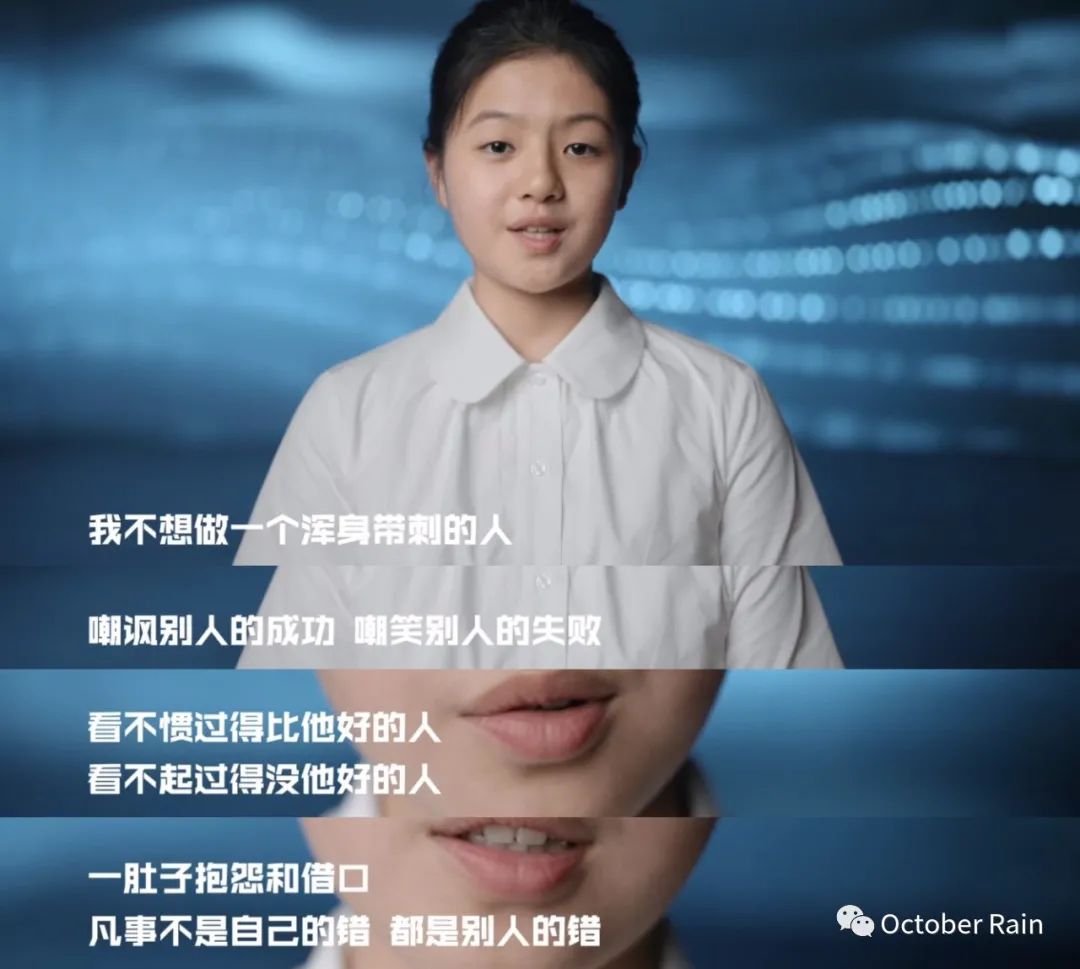 我不想做一个浑身带刺的人
嘲讽别人的成功 嘲笑别人的失败
看不惯过得比他好的人
看不起过得没他好的人
一肚子抱怨和借口
凡事不是自己的错 都是别人的错
October Rain